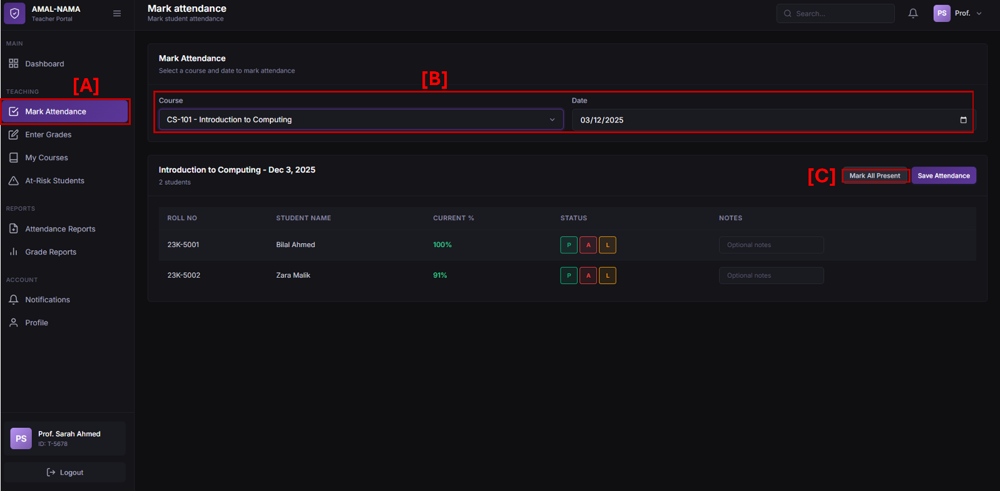 AMAL-NAMA
Teacher Portal
Mark attendance
Mark student attendance
Search...
PS
Prof.
MAIN
Dashboard
TEACHING
[A]
Mark Attendance
Enter Grades
My Courses
At-Risk Students
REPORTS
Attendance Reports
Grade Reports
ACCOUNT
Notifications
Profile
PS
Prof. Sarah Ahmed
ID: T-5678
Logout
Mark Attendance
Select a course and date to mark attendance
[B]
Course Date
CS-101 - Introduction to Computing 03/12/2025
Introduction to Computing - Dec 3, 2025
2 students
[C]
Mark All Present Save Attendance
ROLL NO STUDENT NAME CURRENT % STATUS NOTES
23K-5001 Bilal Ahmed 100% P A L Optional notes
23K-5002 Zara Malik 91% P A L Optional notes